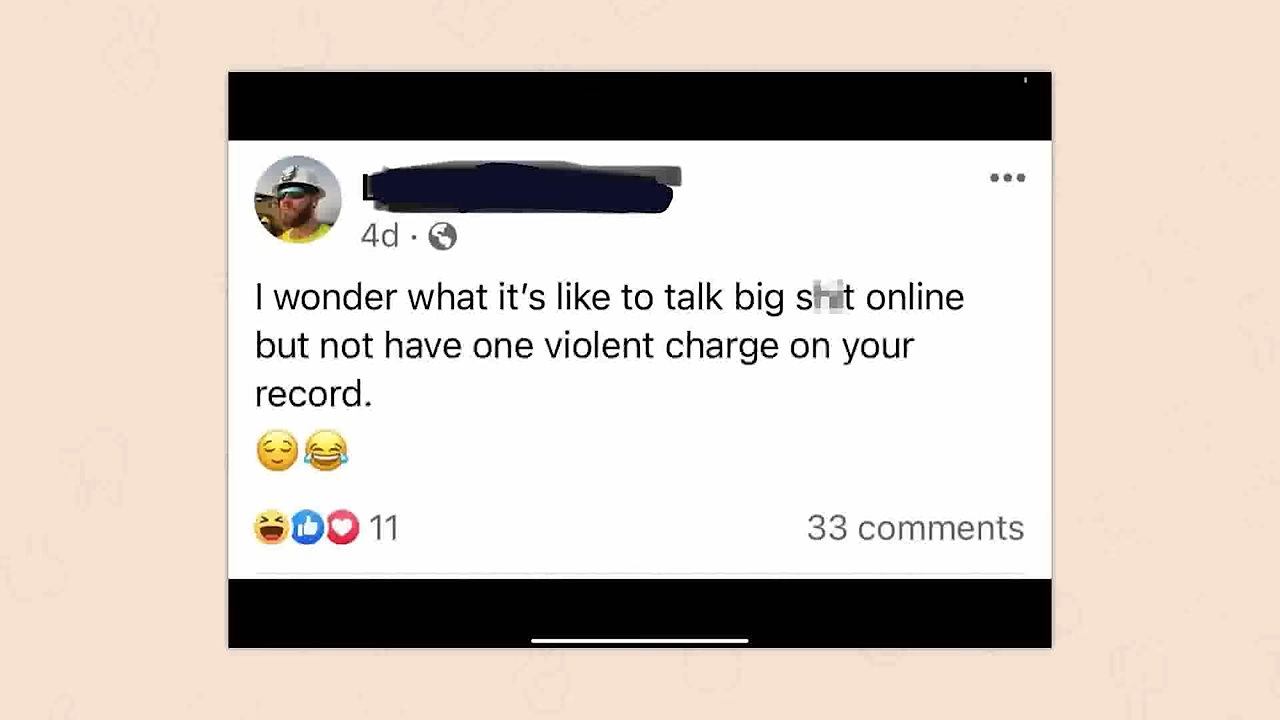 4d ·
I wonder what it's like to talk big s t online
but not have one violent charge on your
record.
😌😂
11
33 comments